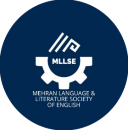 MLLSE
MEHRAN LANGUAGE &
LITERATURE SOCIETY
OF ENGLISH